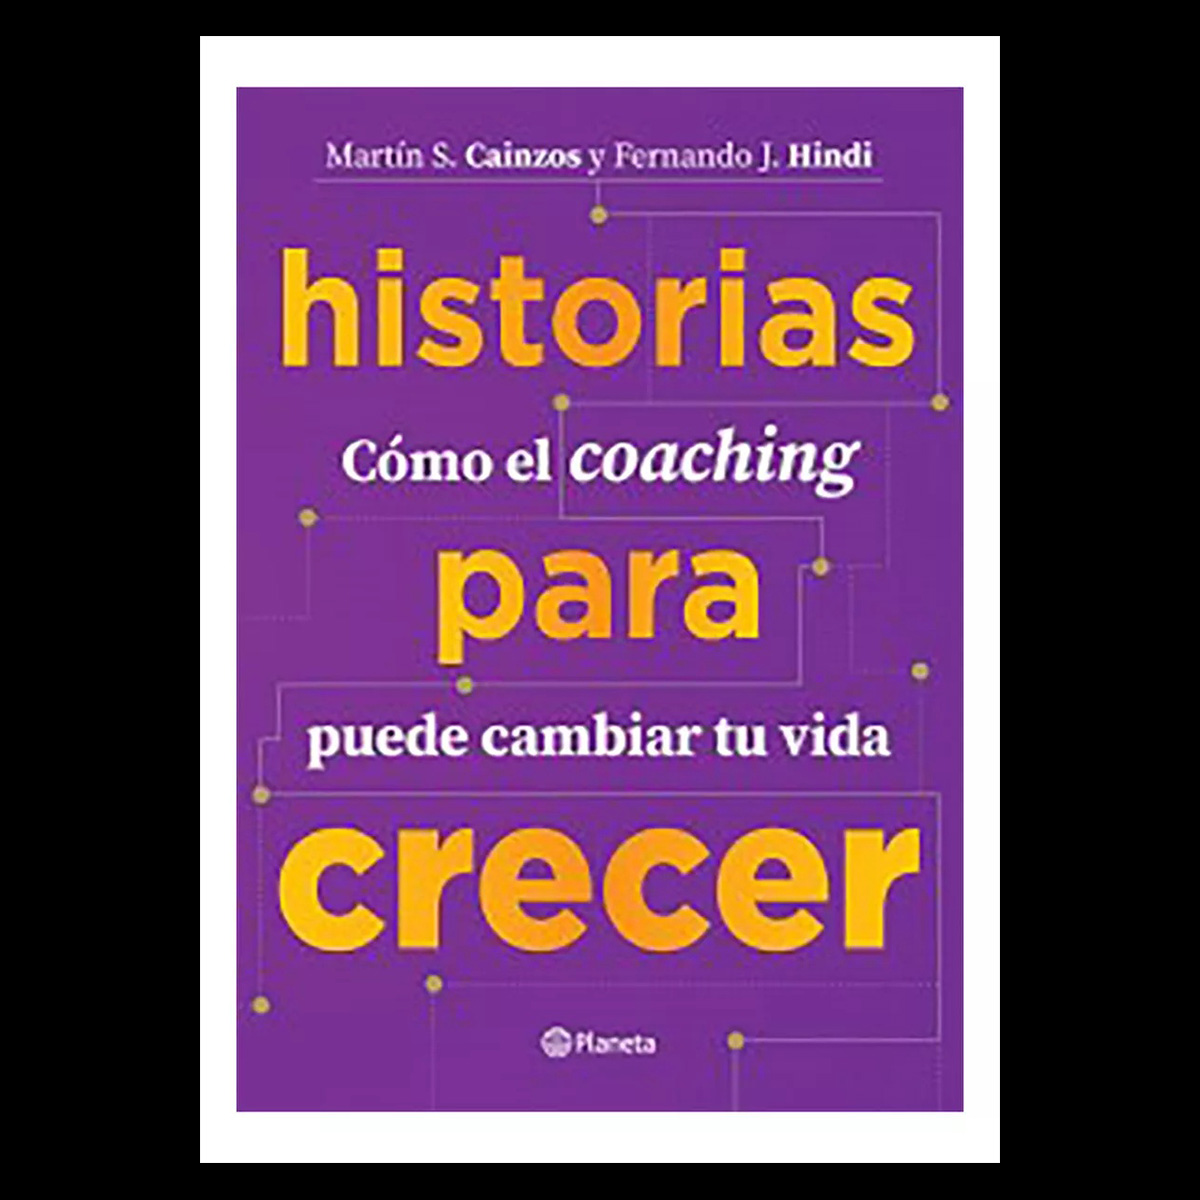 Martín S. Cainzos y Fernando J. Hindi
historias
Cómo el coaching
para
puede cambiar tu vida
crecer
Planeta